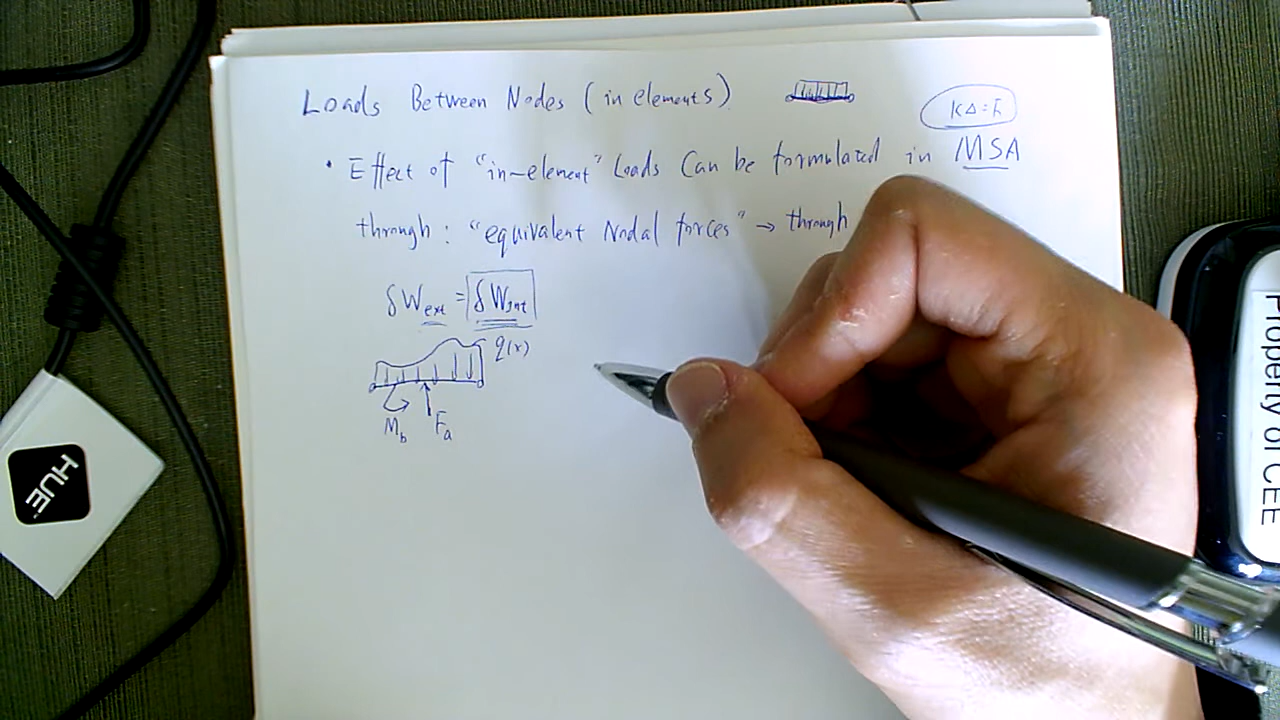 Loads Between Nodes (in elements)
KΔ=F
• Effect of "in-element" Loads Can be formulated in MSA
through: "equivalent Nodal forces" → through
δWext = δWInt
q(x)
Mb Fa
HUE
Property of CEE